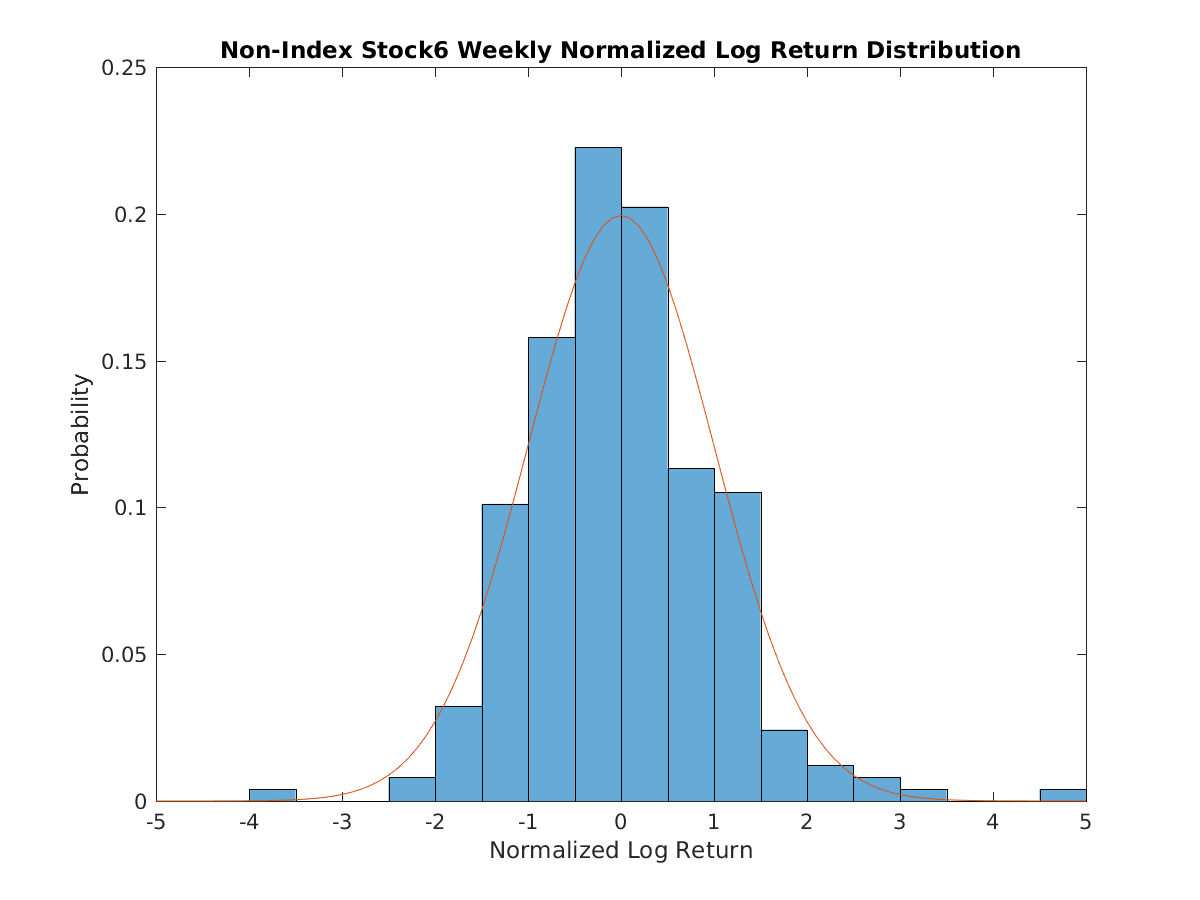 Non-Index Stock6 Weekly Normalized Log Return Distribution
0.25
0.2
0.15
0.1
0.05
0
Probability
-5 -4 -3 -2 -1 0 1 2 3 4 5
Normalized Log Return